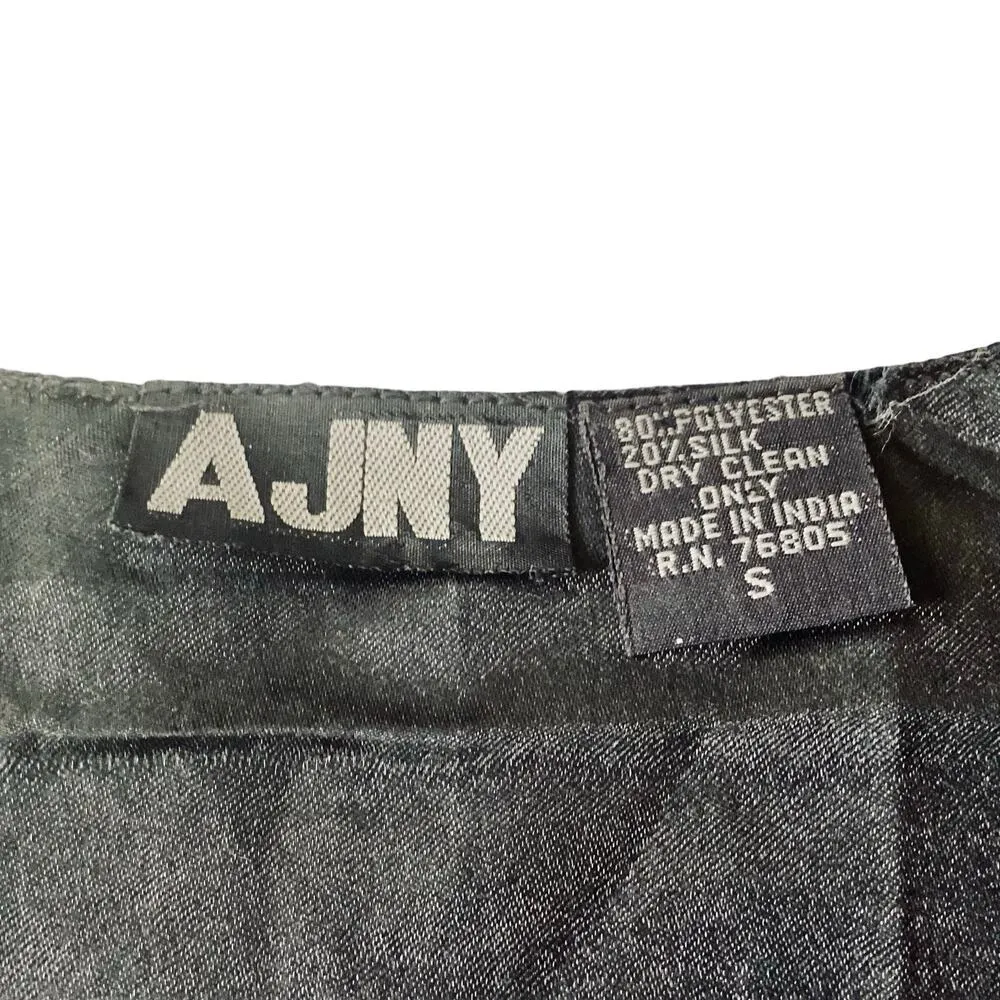 AJNY
80% POLYESTER
20% SILK
DRY CLEAN
ONLY
MADE IN INDIA
R.N. 76805
S